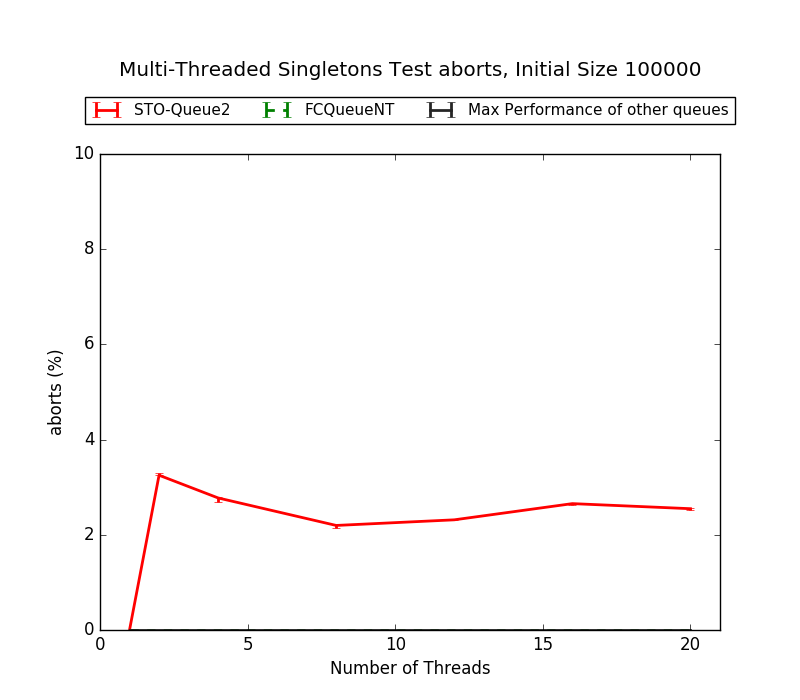 Multi-Threaded Singletons Test aborts, Initial Size 100000
STO-Queue2 FCQueueNT Max Performance of other queues
10
8
6
4
2
0
aborts (%)
0 5 10 15 20
Number of Threads